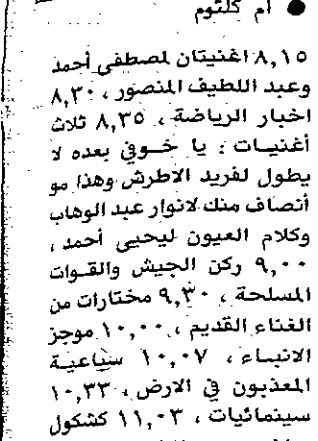 ● ام كلثوم
٨,١٥ اغنيتان لمصطفى أحمد
وعبد اللطيف المنصور ، ٨,٣٠
اخبار الرياضة ، ٨,٣٥ ثلاث
أغنيات : يا خوفي بعده لا
يطول لفريد الاطرش وهذا مو
أنصاف منك لانوار عبد الوهاب
وكلام العيون ليحيى أحمد ،
٩,٠٠ ركن الجيش والقوات
المسلحة ، ٩,٣٠ مختارات من
الغناء القديم ، ١٠,٠٠ موجز
الانباء ، ١٠,٠٧ سباعية
المعذبون في الارض ، ١٠,٣٣
سينمائيات ، ١١,٠٣ كشكول